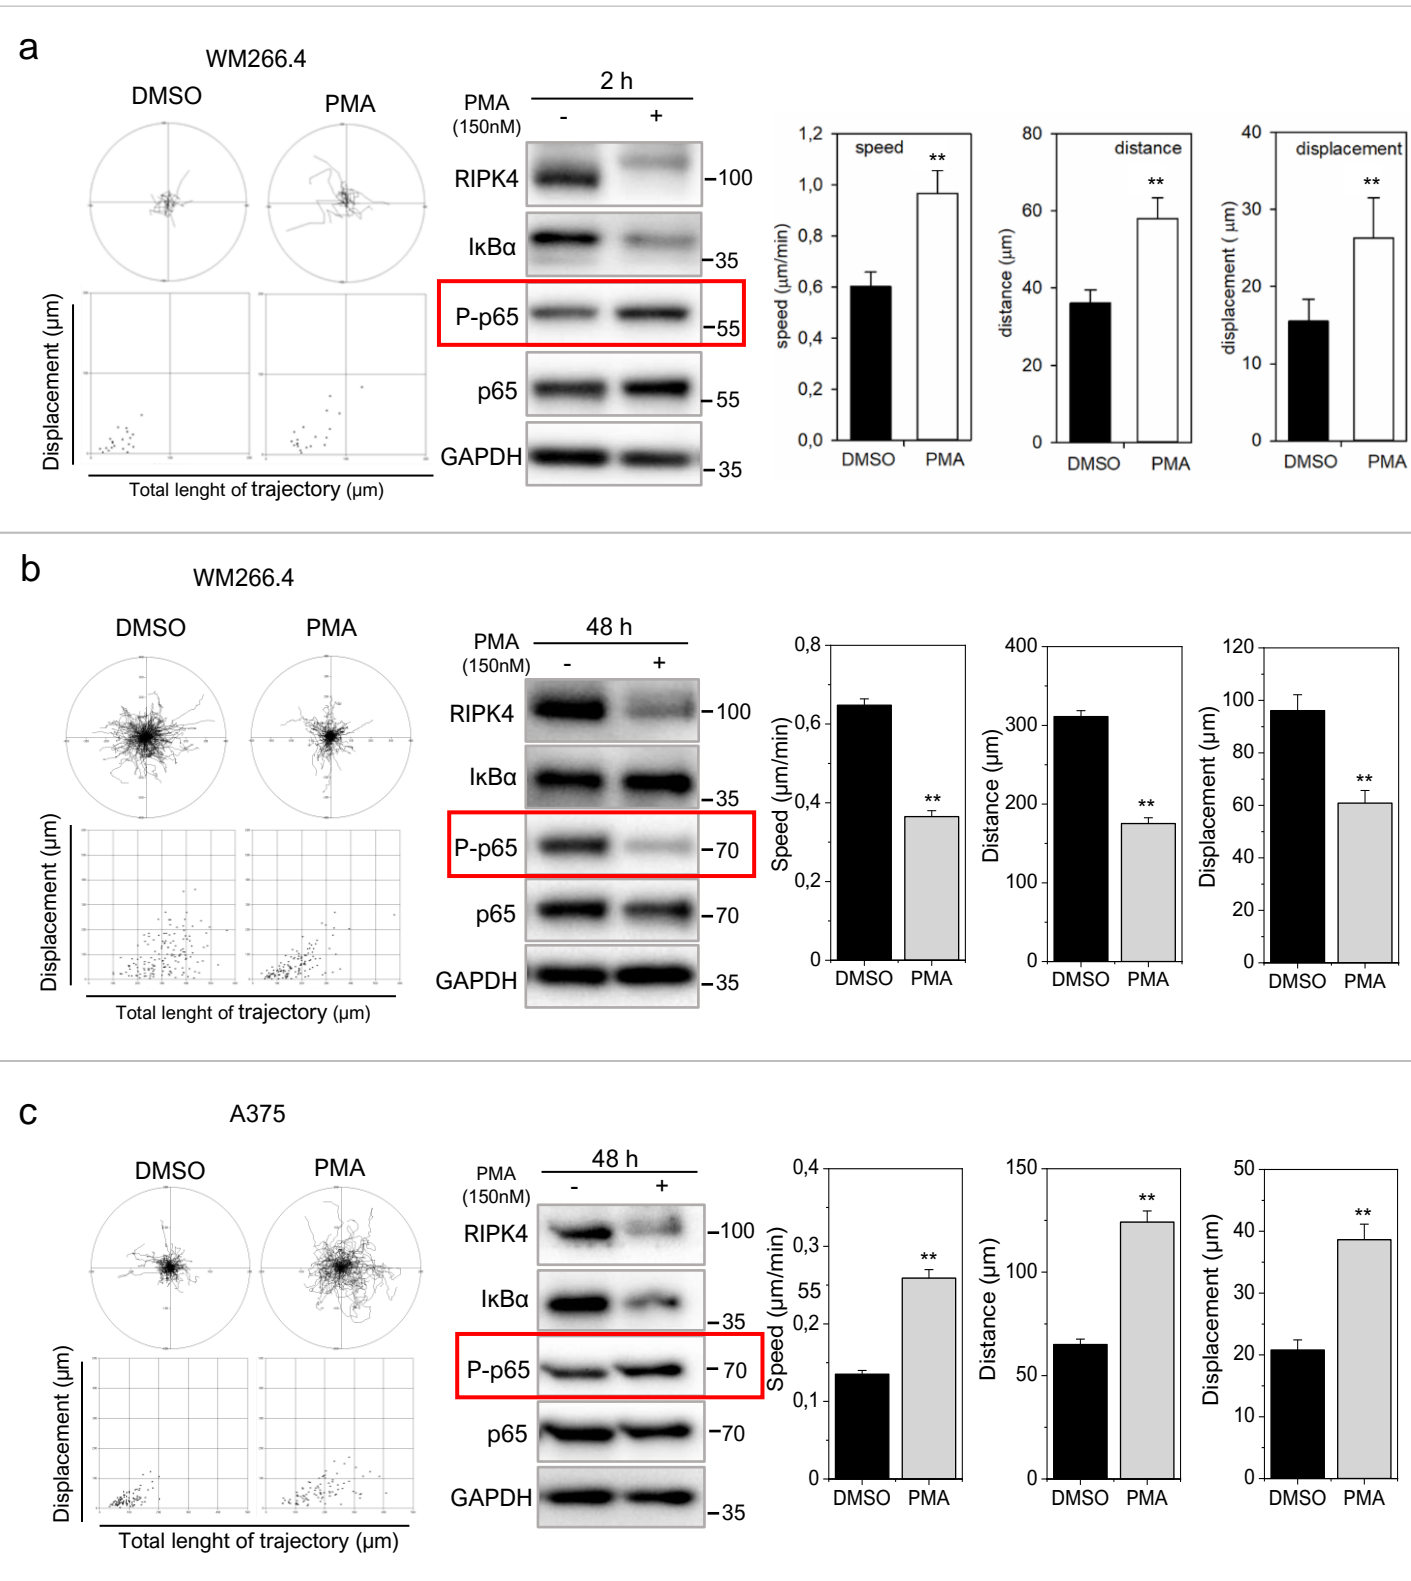 a
WM266.4
DMSO
PMA
Displacement (μm)
Total lenght of trajectory (μm)
PMA
(150nM)
2 h
- +
RIPK4
–100
IκBα
–35
P-p65
–55
p65
–55
GAPDH
–35
speed
speed (μm/min)
1,2
1,0
0,8
0,6
0,4
0,2
0,0
**
DMSO PMA
distance
distance (μm)
80
60
40
20
0
**
DMSO PMA
displacement
displacement ( μm)
40
30
20
10
0
**
DMSO PMA
b
WM266.4
DMSO
PMA
Displacement (μm)
Total lenght of trajectory (μm)
PMA
(150nM)
48 h
- +
RIPK4
–100
IκBα
–35
P-p65
–70
p65
–70
GAPDH
–35
Speed (μm/min)
0,8
0,6
0,4
0,2
0
**
DMSO PMA
Distance (μm)
400
300
200
100
0
**
DMSO PMA
Displacement (μm)
120
100
80
60
40
20
0
**
DMSO PMA
c
A375
DMSO
PMA
Displacement (μm)
Total lenght of trajectory (μm)
PMA
(150nM)
48 h
- +
RIPK4
–100
IκBα
–35
P-p65
–70
p65
–70
GAPDH
–35
Speed (μm/min)
0,4
0,3
55
0,2
0,1
0
**
DMSO PMA
Distance (μm)
150
100
50
0
**
DMSO PMA
Displacement (μm)
50
40
30
20
10
0
**
DMSO PMA